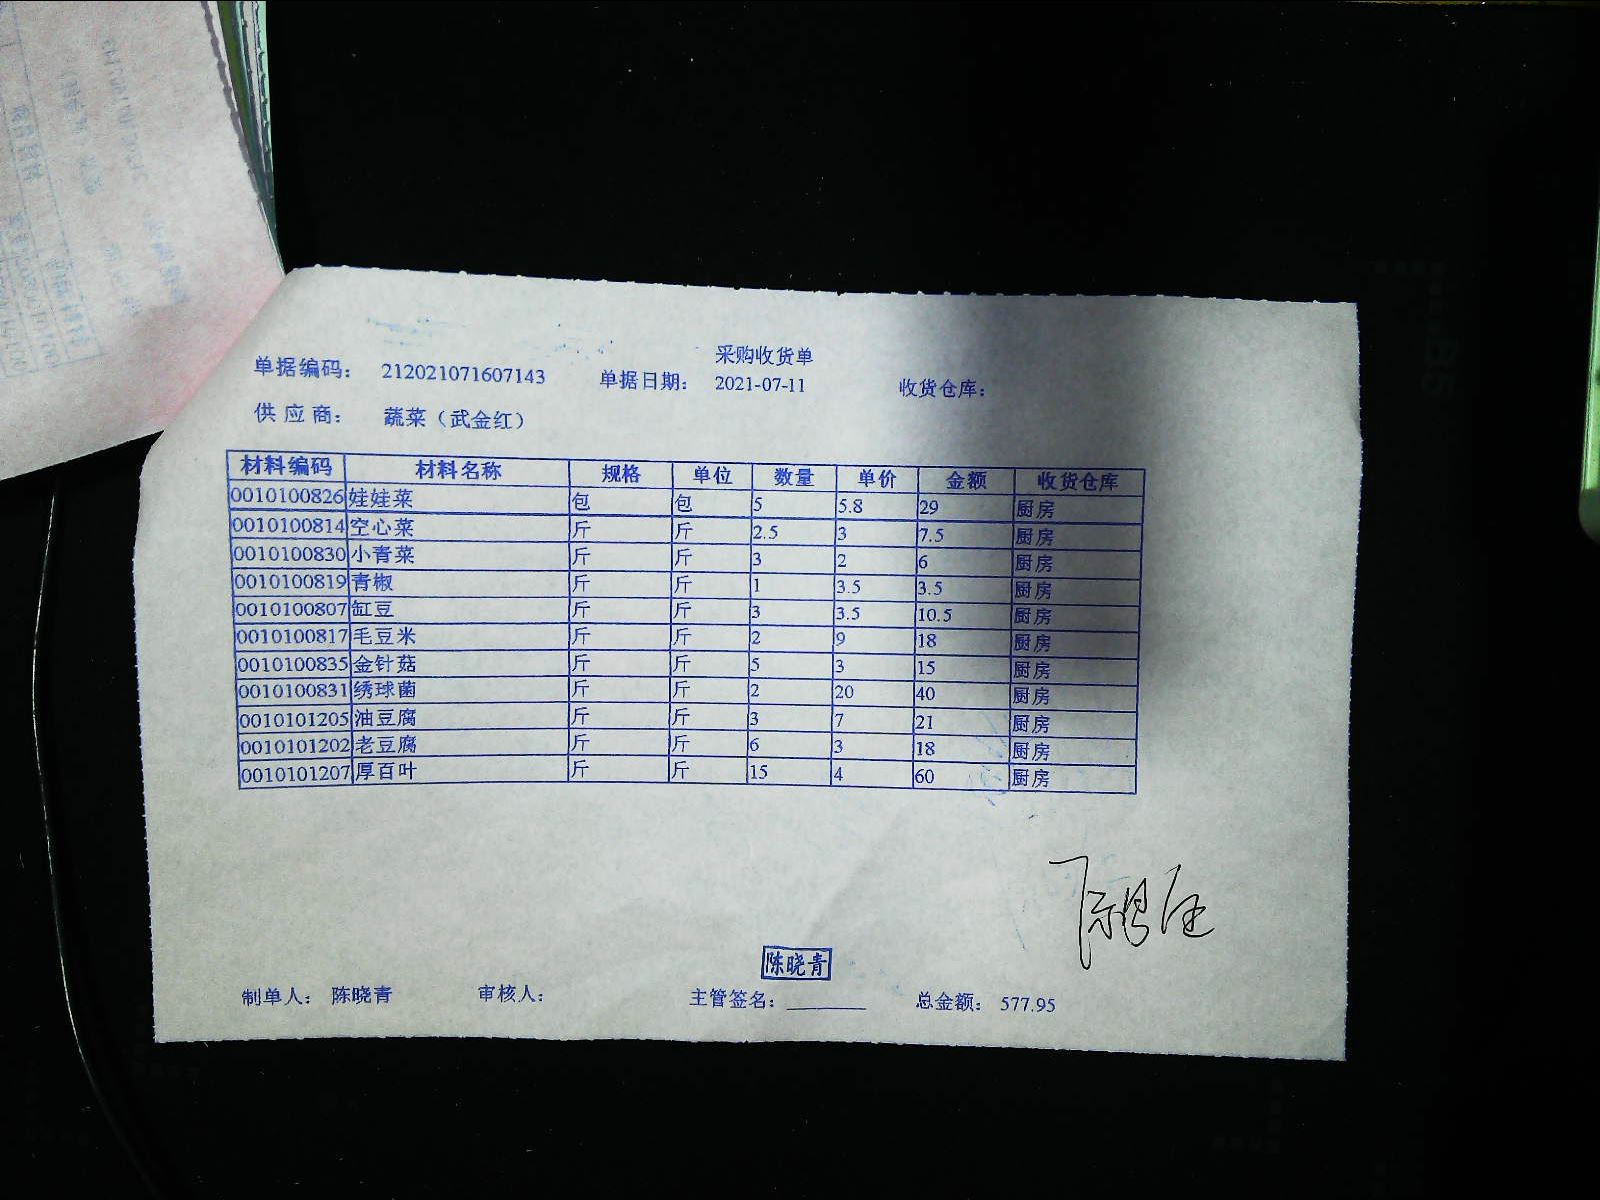 采购收货单
单据编码： 212021071607143 单据日期： 2021-07-11 收货仓库：
供 应 商： 蔬菜（武金红）
材料编码 材料名称 规格 单位 数量 单价 金额 收货仓库
0010100826 娃娃菜 包 包 5 5.8 29 厨房
0010100814 空心菜 斤 斤 2.5 3 7.5 厨房
0010100830 小青菜 斤 斤 3 2 6 厨房
0010100819 青椒 斤 斤 1 3.5 3.5 厨房
0010100807 缸豆 斤 斤 3 3.5 10.5 厨房
0010100817 毛豆米 斤 斤 2 9 18 厨房
0010100835 金针菇 斤 斤 5 3 15 厨房
0010100831 绣球菌 斤 斤 2 20 40 厨房
0010101205 油豆腐 斤 斤 3 7 21 厨房
0010101202 老豆腐 斤 斤 6 3 18 厨房
0010101207 厚百叶 斤 斤 15 4 60 厨房
陈晓青
制单人： 陈晓青 审核人： 主管签名：________ 总金额： 577.95